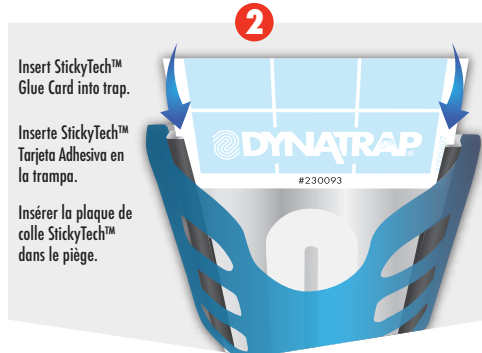 2
Insert StickyTech™
Glue Card into trap.
Inserte StickyTech™
Tarjeta Adhesiva en
la trampa.
Insérer la plaque de
colle StickyTech™
dans le piège.
DYNATRAP®
#230093